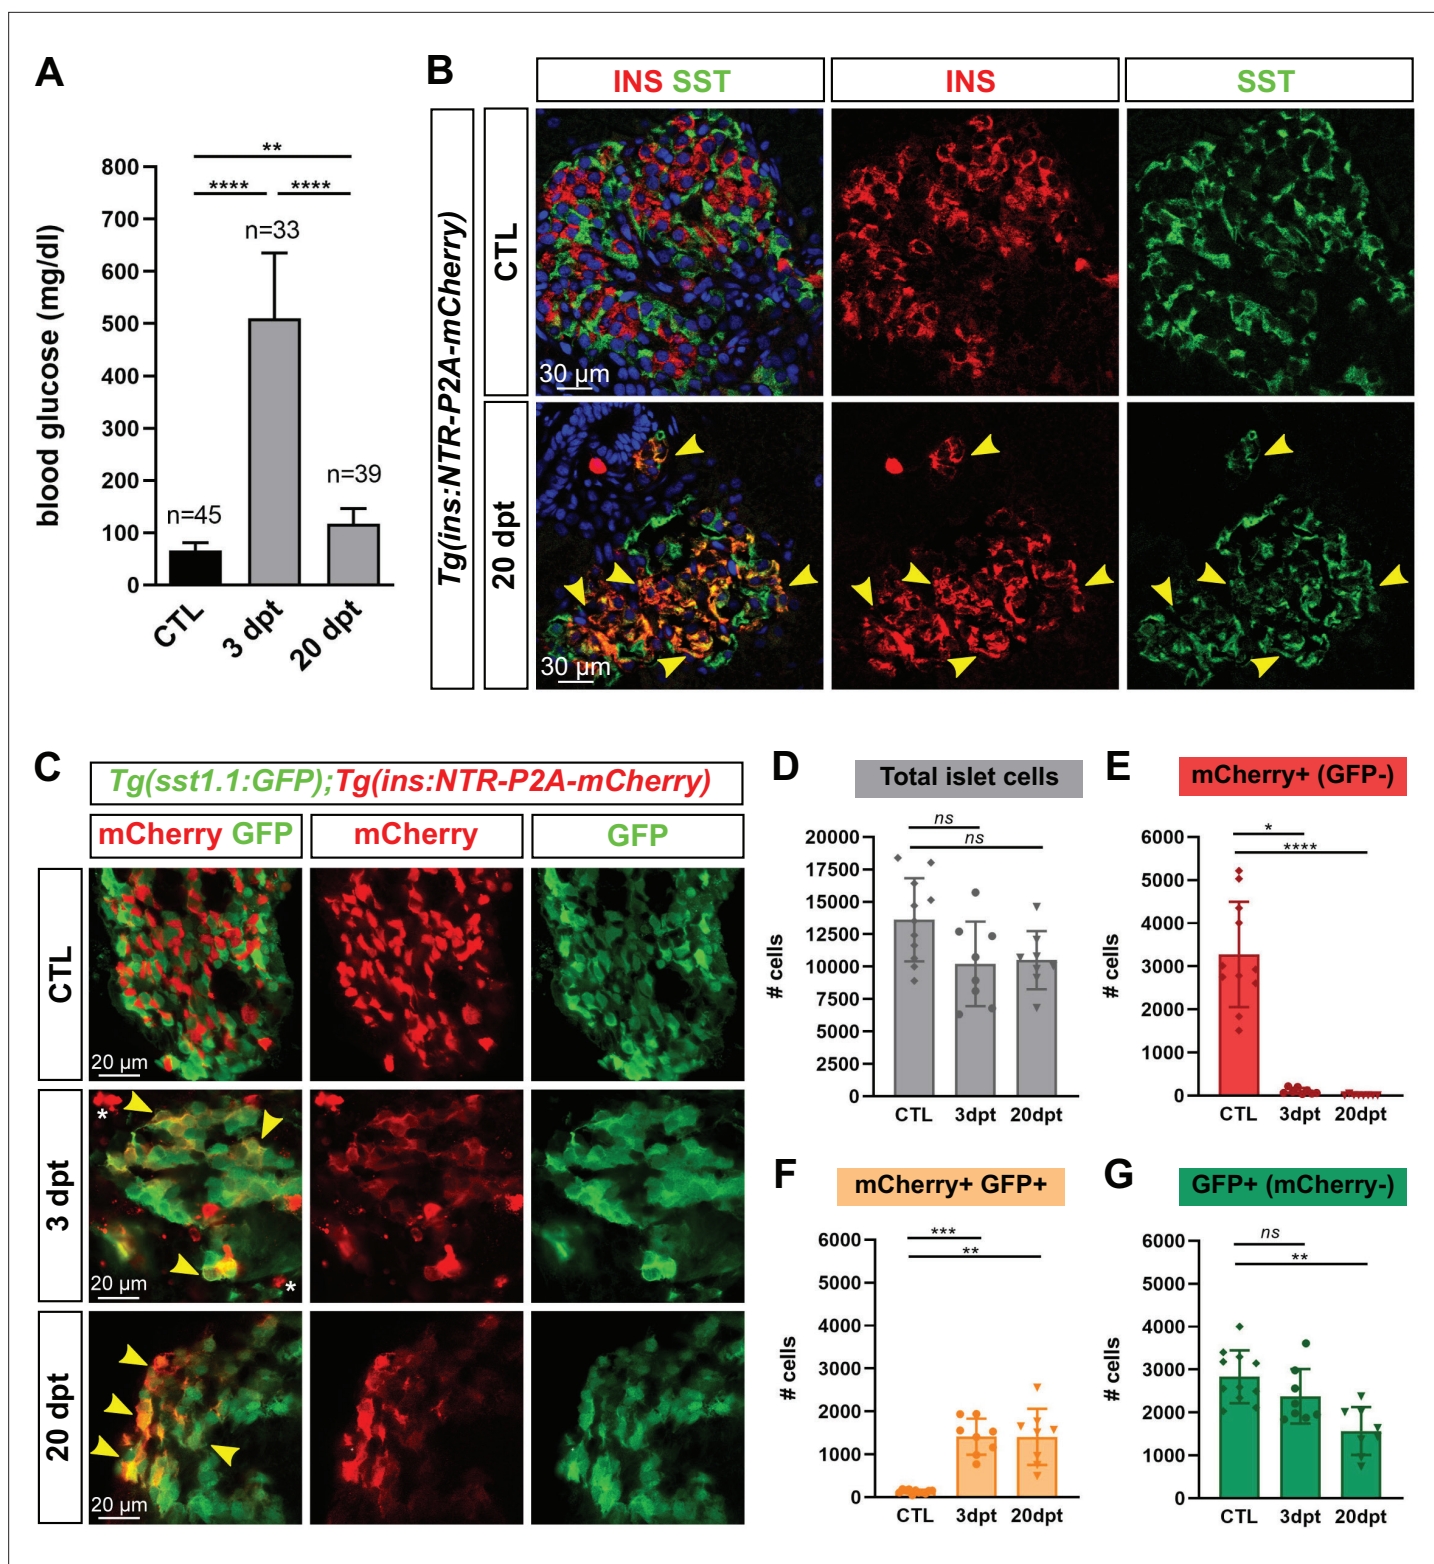 A
**
****
****
800
700
600
500
400
300
200
100
0
blood glucose (mg/dl)
n=45
n=33
n=39
CTL
3 dpt
20 dpt
B
INS SST
INS
SST
Tg(ins:NTR-P2A-mCherry)
CTL
30 µm
20 dpt
30 µm
C
Tg(sst1.1:GFP);Tg(ins:NTR-P2A-mCherry)
mCherry GFP
mCherry
GFP
CTL
20 µm
3 dpt
*
*
20 µm
20 dpt
20 µm
D
Total islet cells
ns
ns
20000
17500
15000
12500
10000
7500
5000
2500
0
# cells
CTL
3dpt
20dpt
E
mCherry+ (GFP-)
*
****
6000
5000
4000
3000
2000
1000
0
# cells
CTL
3dpt
20dpt
F
mCherry+ GFP+
***
**
6000
5000
4000
3000
2000
1000
0
# cells
CTL
3dpt
20dpt
G
GFP+ (mCherry-)
ns
**
6000
5000
4000
3000
2000
1000
0
# cells
CTL
3dpt
20dpt